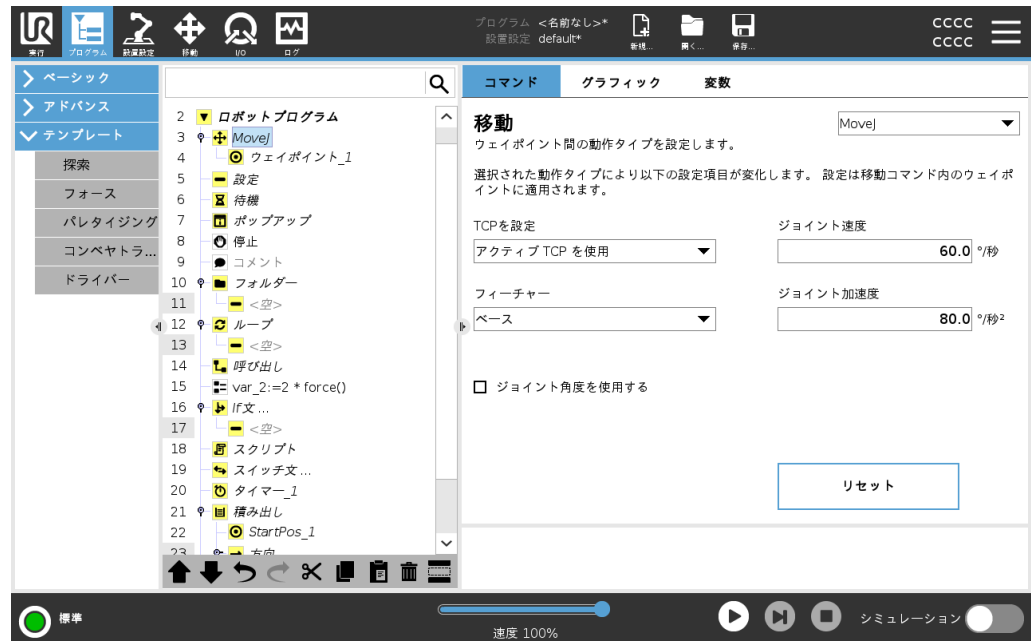 UR
実行
プログラム
設置設定
移動
I/O
ログ
プログラム <名前なし>*
設置設定 default*
新規...
開く...
保存...
CCCC
CCCC
ベーシック
アドバンス
テンプレート
探索
フォース
パレタイジング
コンベヤトラ...
ドライバー
2 ロボットプログラム
3 MoveJ
4 ウェイポイント_1
5 設定
6 待機
7 ポップアップ
8 停止
9 コメント
10 フォルダー
11 <空>
12 ループ
13 <空>
14 呼び出し
15 var_2:=2 * force()
16 If文...
17 <空>
18 スクリプト
19 スイッチ文...
20 タイマー_1
21 積み出し
22 StartPos_1
23 方向
コマンド グラフィック 変数
移動
MoveJ
ウェイポイント間の動作タイプを設定します。
選択された動作タイプにより以下の設定項目が変化します。 設定は移動コマンド内のウェイポ
イントに適用されます。
TCPを設定
アクティブ TCP を使用
ジョイント速度
60.0 °/秒
フィーチャー
ベース
ジョイント加速度
80.0 °/秒²
ジョイント角度を使用する
リセット
標準
速度 100%
シミュレーション